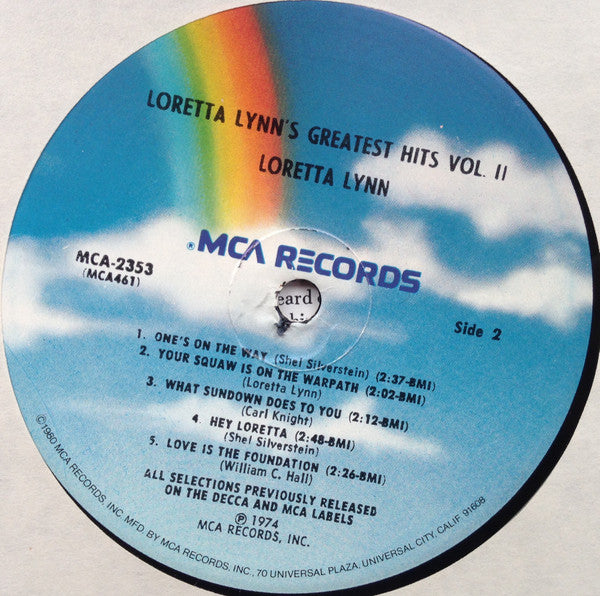 LORETTA LYNN'S GREATEST HITS VOL. II
LORETTA LYNN
® MCA RECORDS
MCA-2353
(MCA461)
eard
Side 2
1. ONE'S ON THE WAY (Shel Silverstein) (2:37-BMI)
2. YOUR SQUAW IS ON THE WARPATH (2:02-BMI)
(Loretta Lynn)
3. WHAT SUNDOWN DOES TO YOU (2:12-BMI)
(Carl Knight)
4. HEY LORETTA (2:48-BMI)
(Shel Silverstein)
5. LOVE IS THE FOUNDATION (2:26-BMI)
(William C. Hall)
ALL SELECTIONS PREVIOUSLY RELEASED
ON THE DECCA AND MCA LABELS
℗ 1974
MCA RECORDS, INC.
©1980 MCA RECORDS, INC. MFD. BY MCA RECORDS, INC., 70 UNIVERSAL PLAZA, UNIVERSAL CITY, CALIF. 91608